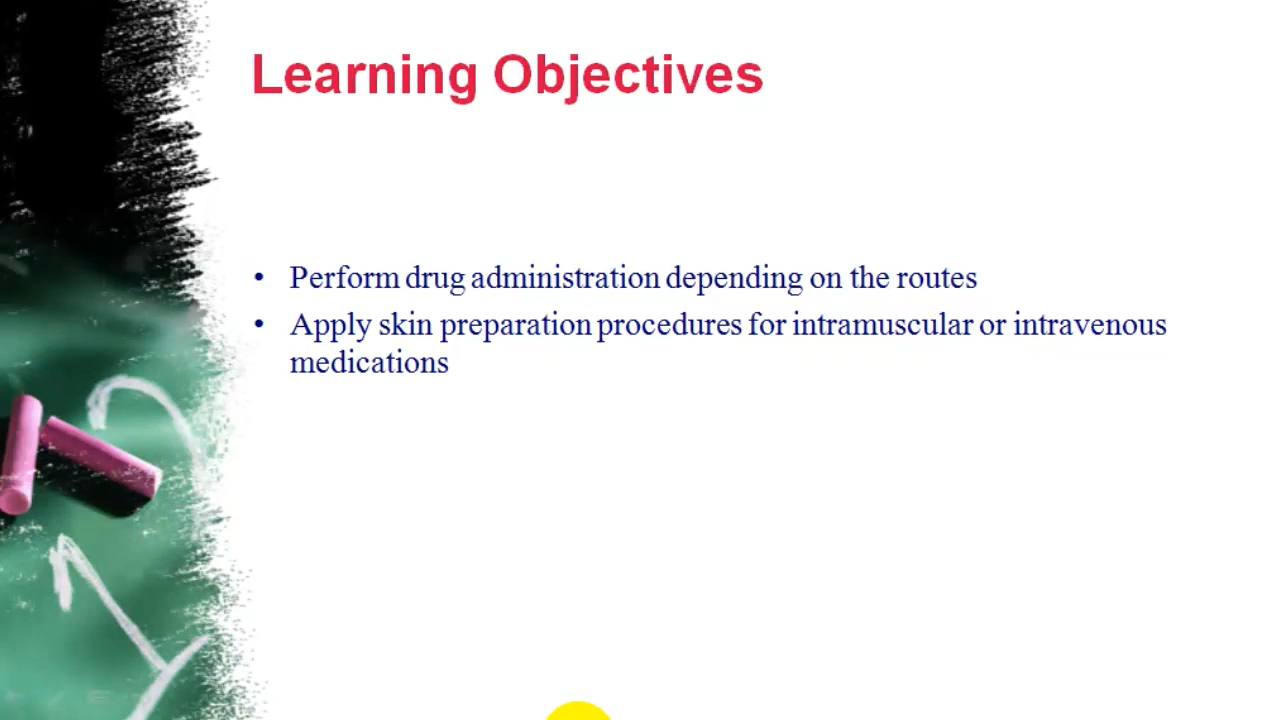 Learning Objectives
• Perform drug administration depending on the routes
• Apply skin preparation procedures for intramuscular or intravenous
medications